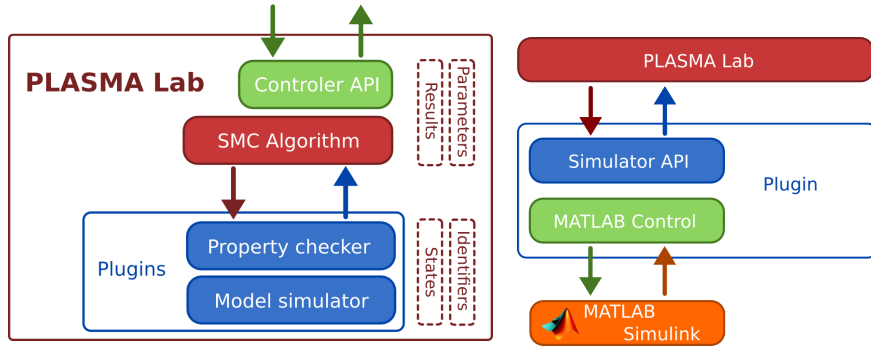 PLASMA Lab
Controler API
SMC Algorithm
Results
Parameters
Plugins
Property checker
Model simulator
States
Identifiers
PLASMA Lab
Simulator API
Plugin
MATLAB Control
MATLAB
Simulink